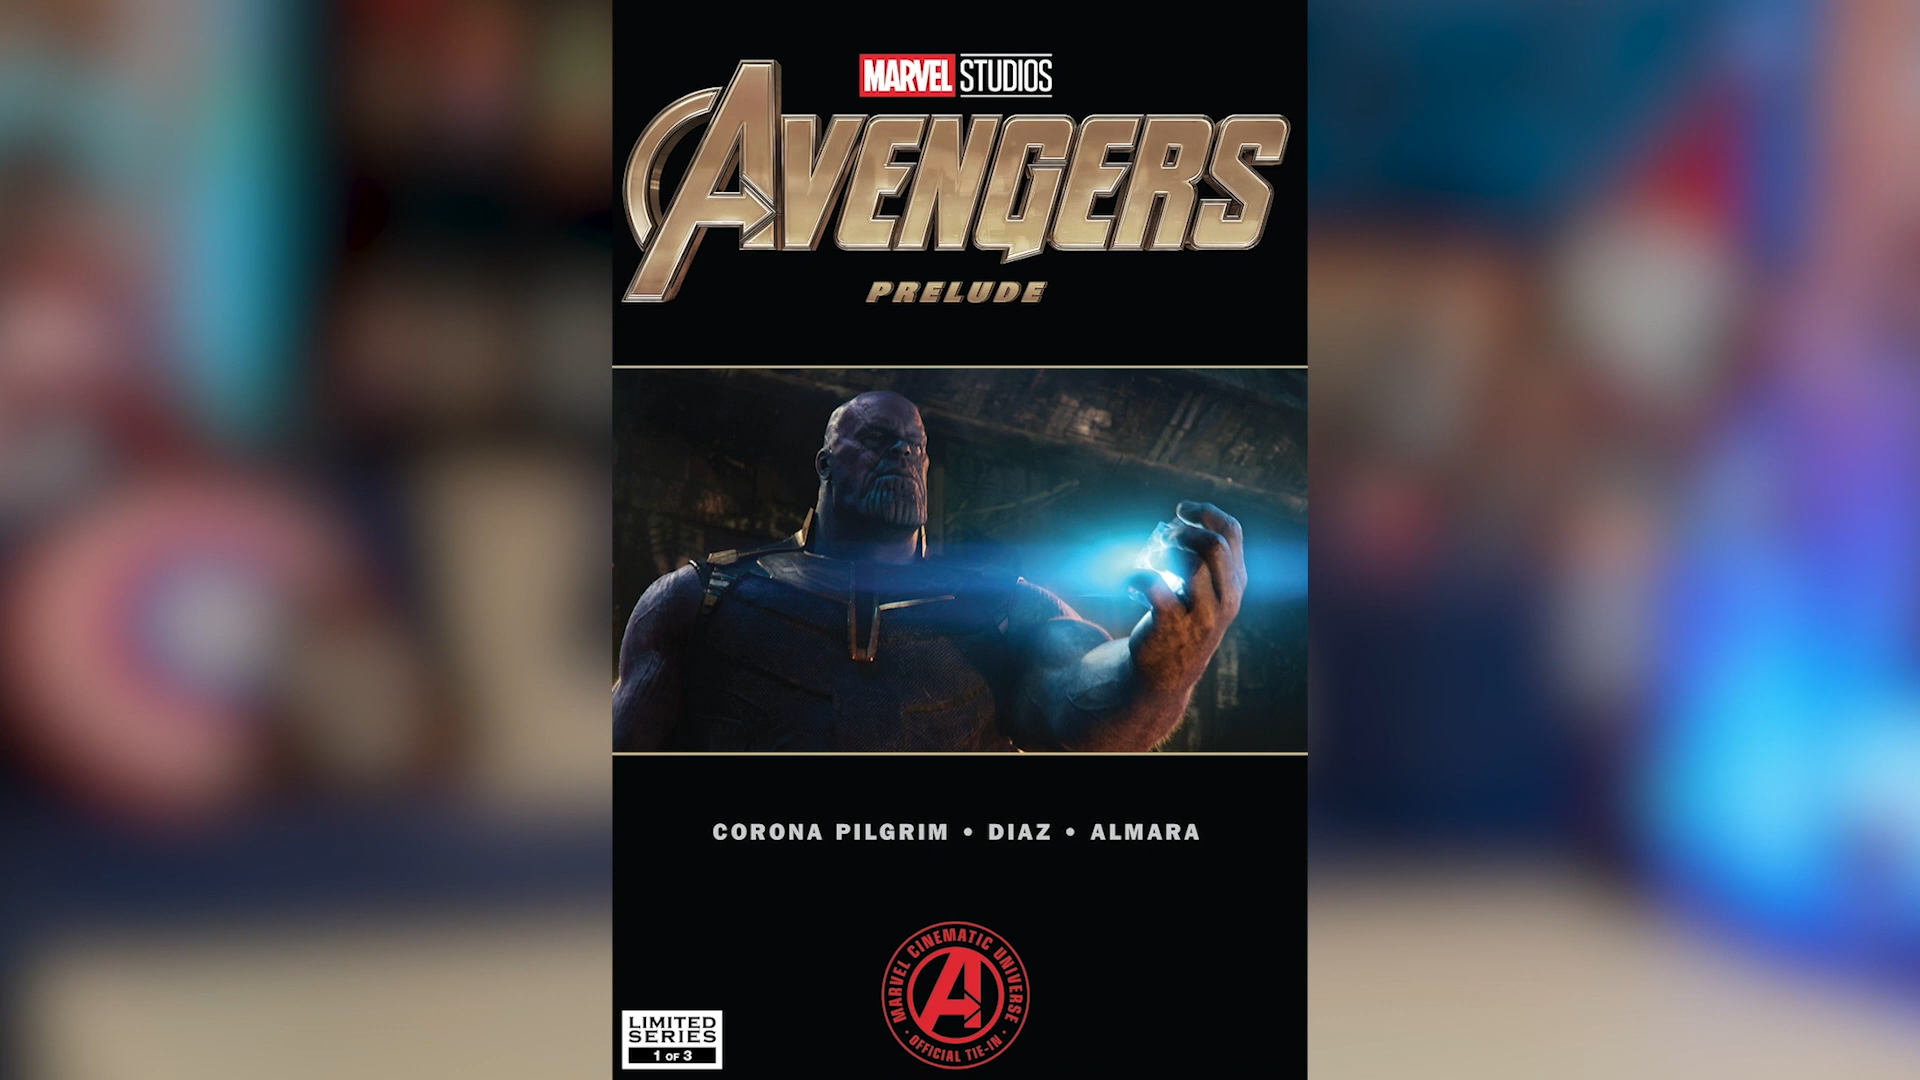 MARVEL STUDIOS
AVENGERS
PRELUDE
CORONA PILGRIM • DIAZ • ALMARA
MARVEL CINEMATIC UNIVERSE
• OFFICIAL TIE-IN •
LIMITED
SERIES
1 OF 3